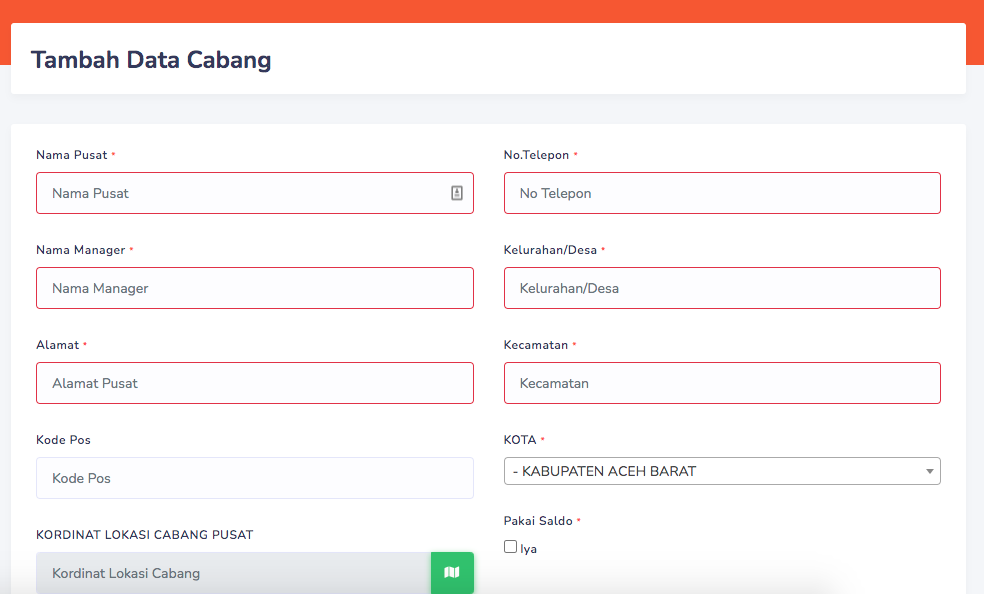 Tambah Data Cabang
Nama Pusat *
Nama Pusat
No.Telepon *
No Telepon
Nama Manager *
Nama Manager
Kelurahan/Desa *
Kelurahan/Desa
Alamat *
Alamat Pusat
Kecamatan *
Kecamatan
Kode Pos
Kode Pos
KOTA *
- KABUPATEN ACEH BARAT
KORDINAT LOKASI CABANG PUSAT
Kordinat Lokasi Cabang
Pakai Saldo *
Iya